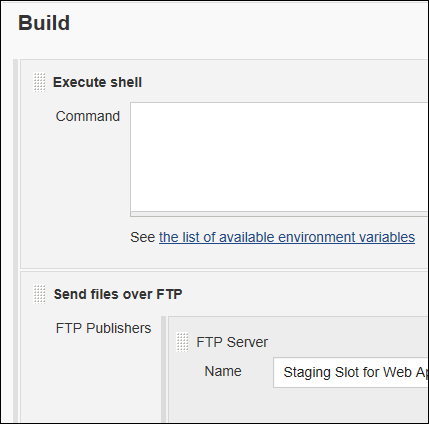 Build
Execute shell
Command
See the list of available environment variables
Send files over FTP
FTP Publishers
FTP Server
Name
Staging Slot for Web Ap